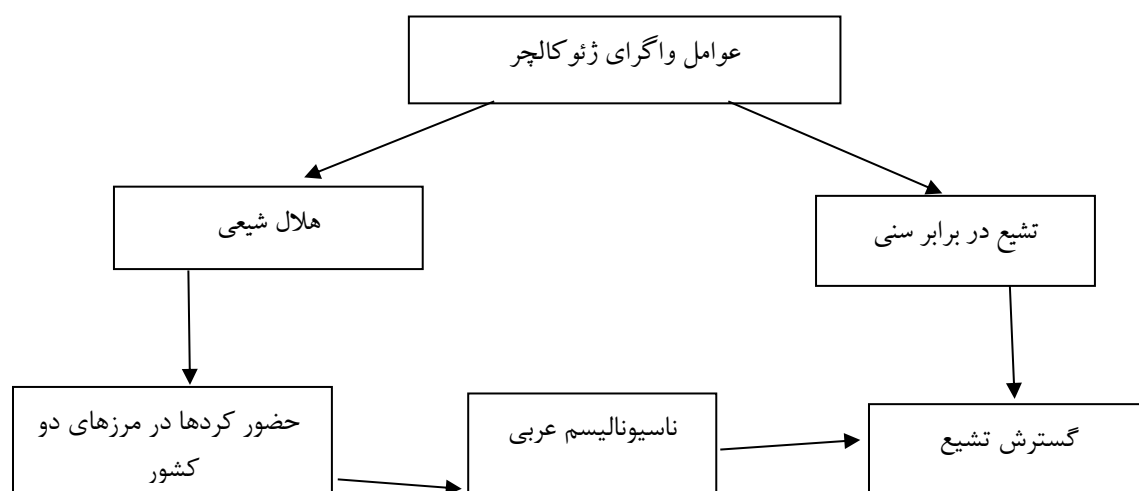 عوامل واگرای ژئوکالچر
تشیع در برابر سنی
هلال شیعی
گسترش تشیع
ناسیونالیسم عربی
حضور کردها در مرزهای دو
کشور